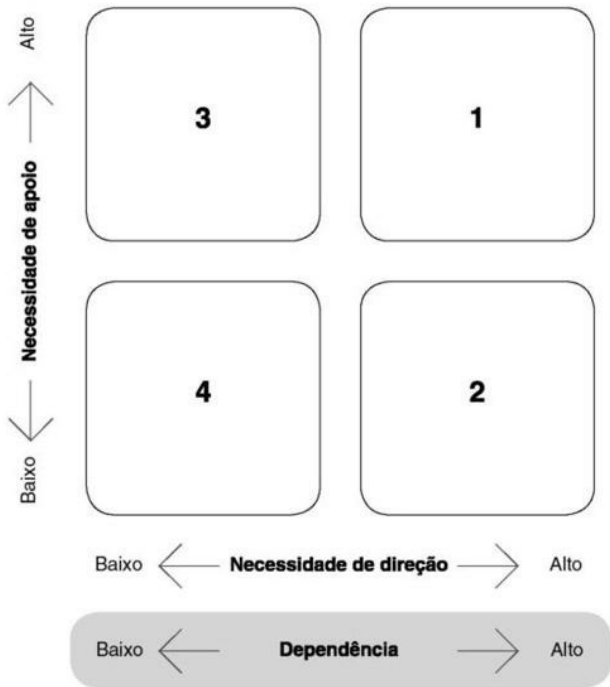 Alto
Necessidade de apoio
Baixo
3
1
4
2
Baixo
Necessidade de direção
Alto
Baixo
Dependência
Alto